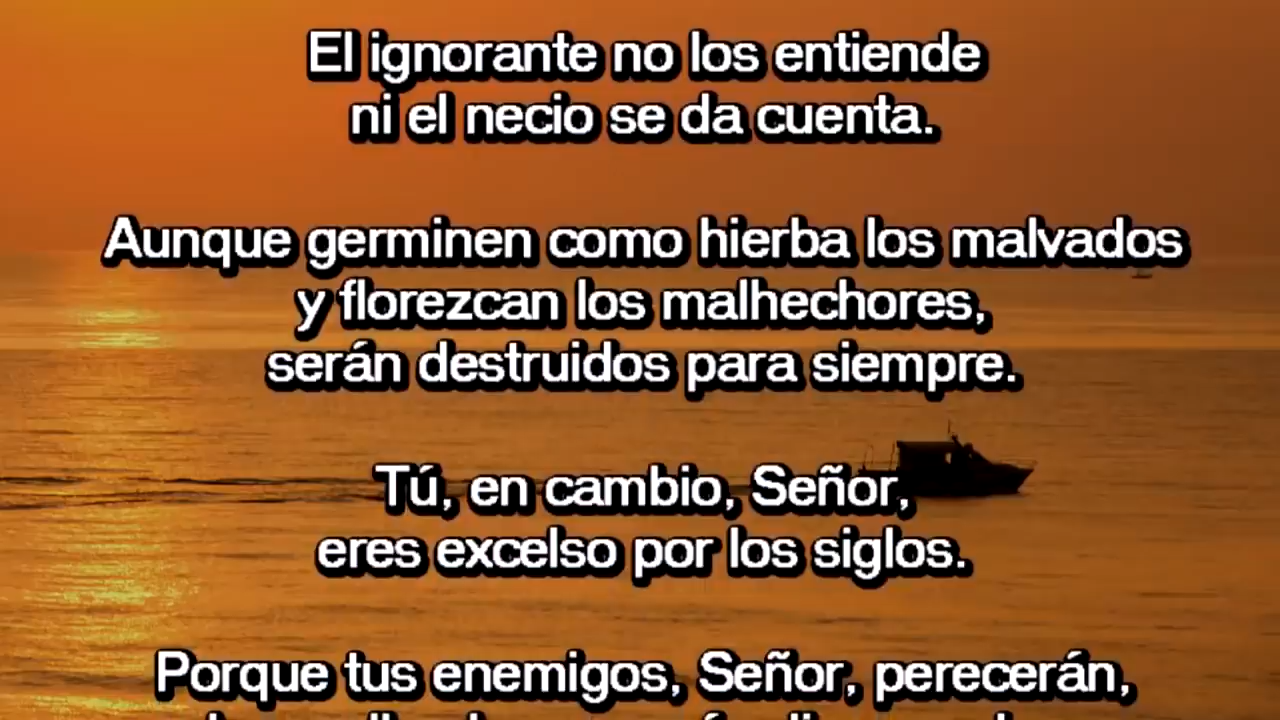 El ignorante no los entiende
ni el necio se da cuenta.
Aunque germinen como hierba los malvados
y florezcan los malhechores,
serán destruidos para siempre.
Tú, en cambio, Señor,
eres excelso por los siglos.
Porque tus enemigos, Señor, perecerán,